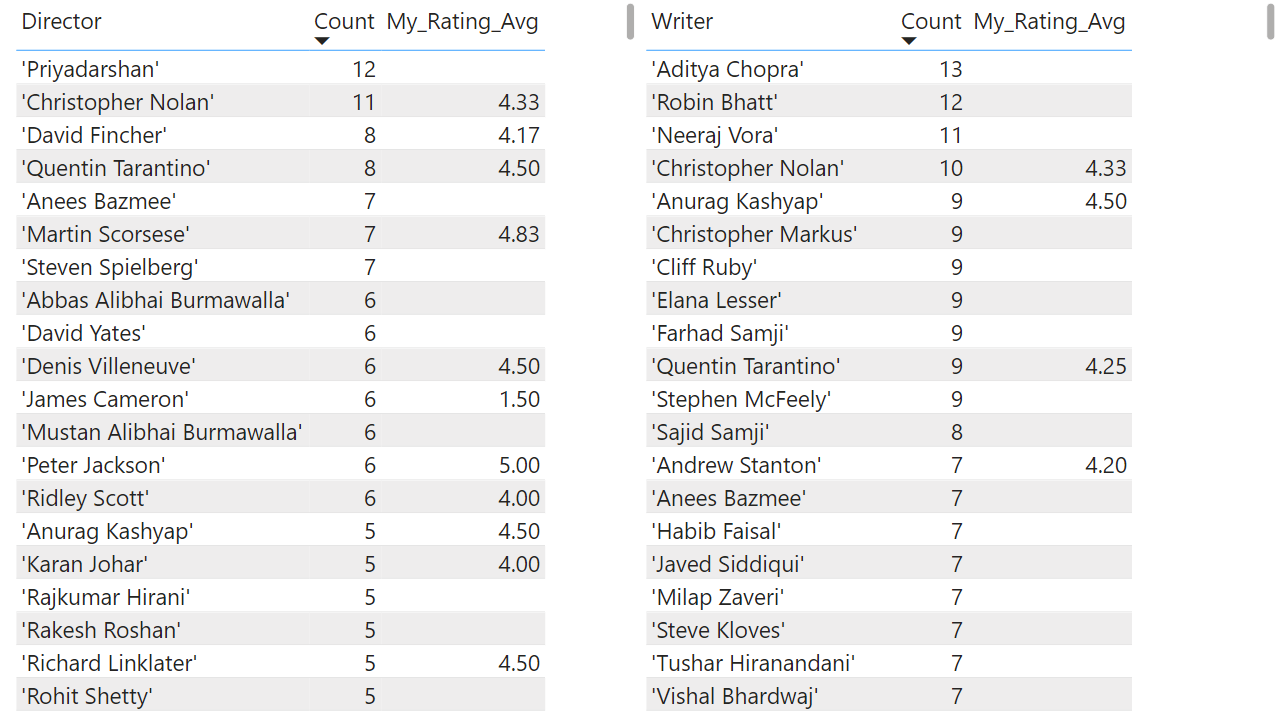 Director Count My_Rating_Avg
'Priyadarshan' 12
'Christopher Nolan' 11 4.33
'David Fincher' 8 4.17
'Quentin Tarantino' 8 4.50
'Anees Bazmee' 7
'Martin Scorsese' 7 4.83
'Steven Spielberg' 7
'Abbas Alibhai Burmawalla' 6
'David Yates' 6
'Denis Villeneuve' 6 4.50
'James Cameron' 6 1.50
'Mustan Alibhai Burmawalla' 6
'Peter Jackson' 6 5.00
'Ridley Scott' 6 4.00
'Anurag Kashyap' 5 4.50
'Karan Johar' 5 4.00
'Rajkumar Hirani' 5
'Rakesh Roshan' 5
'Richard Linklater' 5 4.50
'Rohit Shetty' 5
Writer Count My_Rating_Avg
'Aditya Chopra' 13
'Robin Bhatt' 12
'Neeraj Vora' 11
'Christopher Nolan' 10 4.33
'Anurag Kashyap' 9 4.50
'Christopher Markus' 9
'Cliff Ruby' 9
'Elana Lesser' 9
'Farhad Samji' 9
'Quentin Tarantino' 9 4.25
'Stephen McFeely' 9
'Sajid Samji' 8
'Andrew Stanton' 7 4.20
'Anees Bazmee' 7
'Habib Faisal' 7
'Javed Siddiqui' 7
'Milap Zaveri' 7
'Steve Kloves' 7
'Tushar Hiranandani' 7
'Vishal Bhardwaj' 7